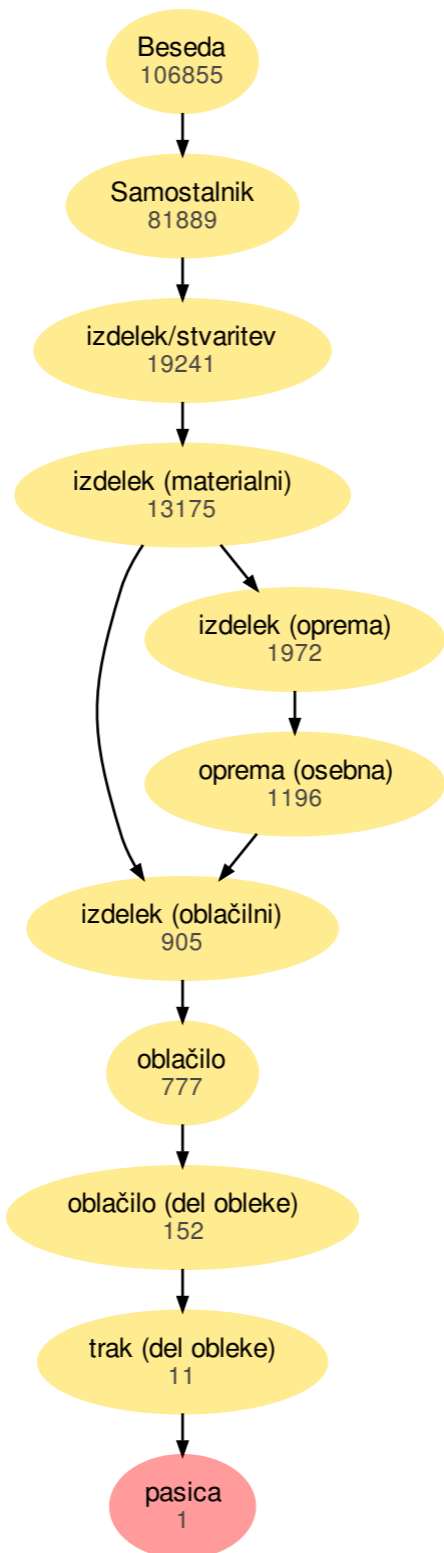 Beseda
106855
Samostalnik
81889
izdelek/stvaritev
19241
izdelek (materialni)
13175
izdelek (oprema)
1972
oprema (osebna)
1196
izdelek (oblačilni)
905
oblačilo
777
oblačilo (del obleke)
152
trak (del obleke)
11
pasica
1